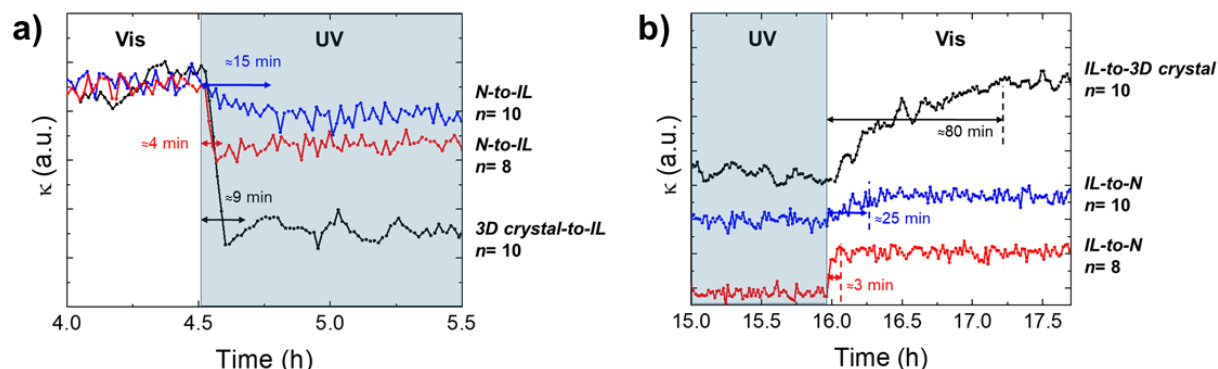 a)
Vis
UV
≈15 min
≈4 min
≈9 min
N-to-IL
n= 10
N-to-IL
n= 8
3D crystal-to-IL
n= 10
κ (a.u.)
4.0 4.5 5.0 5.5
Time (h)
b)
UV
Vis
≈80 min
≈25 min
≈3 min
IL-to-3D crystal
n= 10
IL-to-N
n= 10
IL-to-N
n= 8
κ (a.u.)
15.0 15.5 16.0 16.5 17.0 17.5
Time (h)